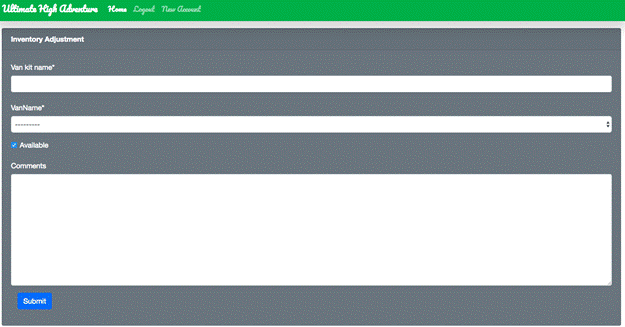 Ultimate High Adventure Home Logout New Account
Inventory Adjustment
Van kit name*
VanName*
---------
Available
Comments
Submit